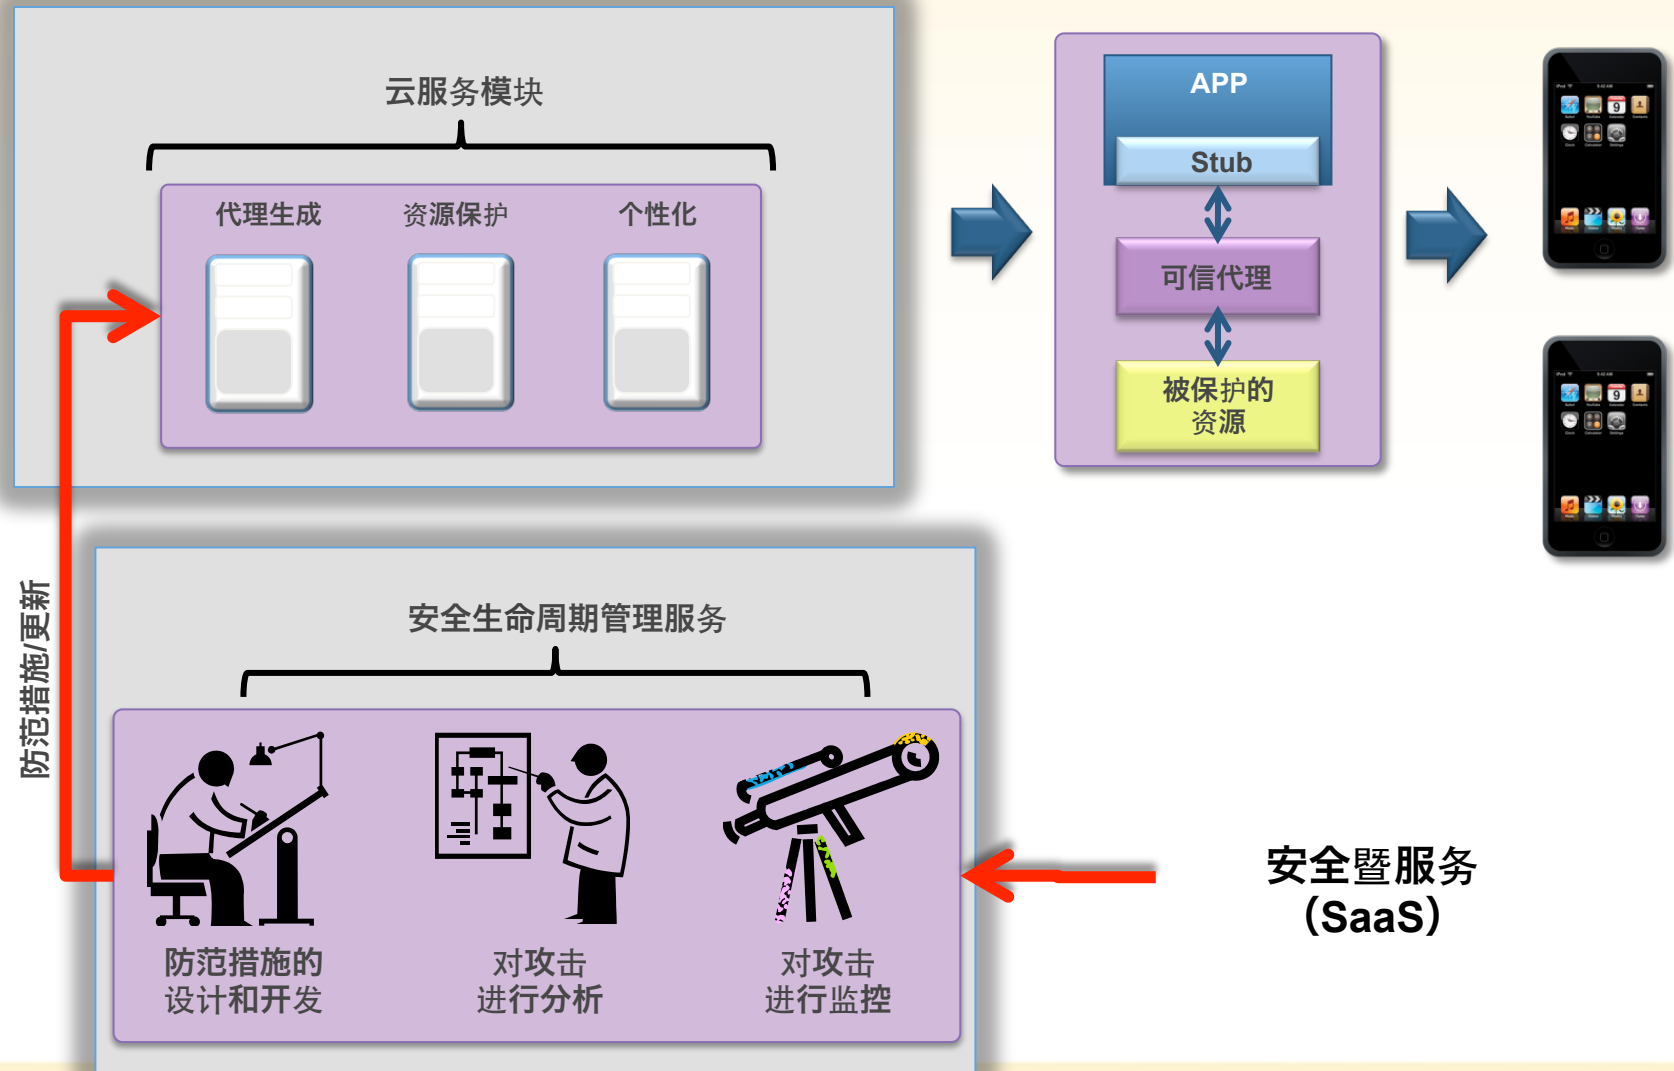 云服务模块
代理生成
资源保护
个性化
APP
Stub
可信代理
被保护的
资源
防范措施/更新
安全生命周期管理服务
防范措施的
设计和开发
对攻击
进行分析
对攻击
进行监控
安全暨服务
（SaaS）